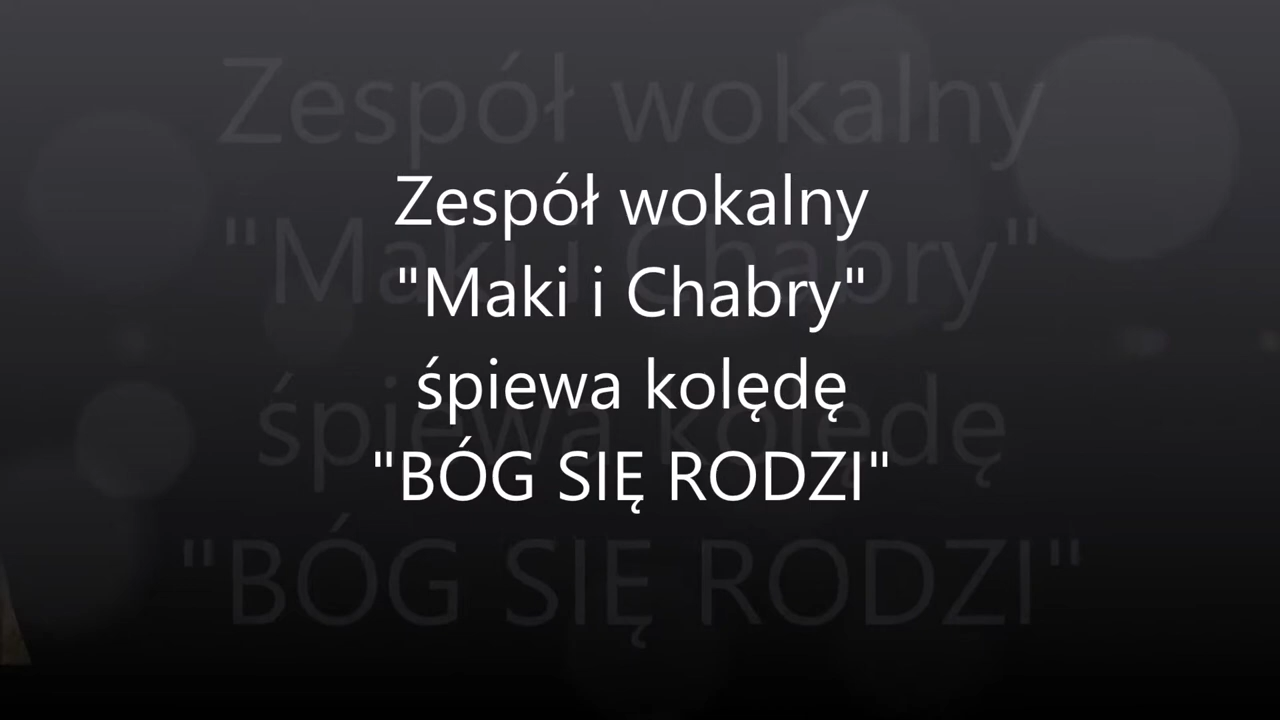 Zespół wokalny
"Maki i Chabry"
śpiewa kolędę
"BÓG SIĘ RODZI"